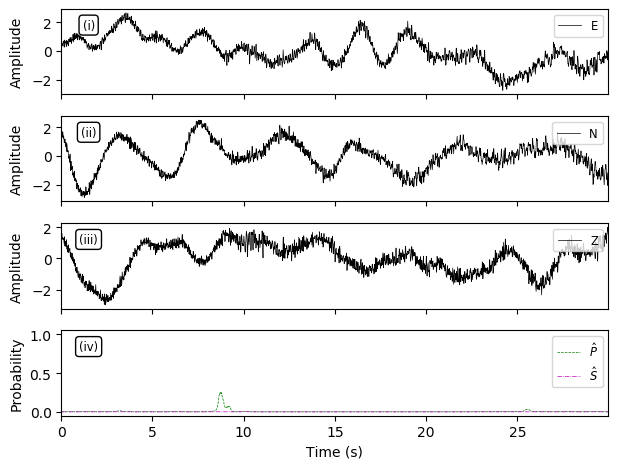 Amplitude
2
0
−2
(i)
E
Amplitude
2
0
−2
(ii)
N
Amplitude
2
0
−2
(iii)
Z
Probability
1.0
0.5
0.0
(iv)
P̂
Ŝ
0 5 10 15 20 25
Time (s)